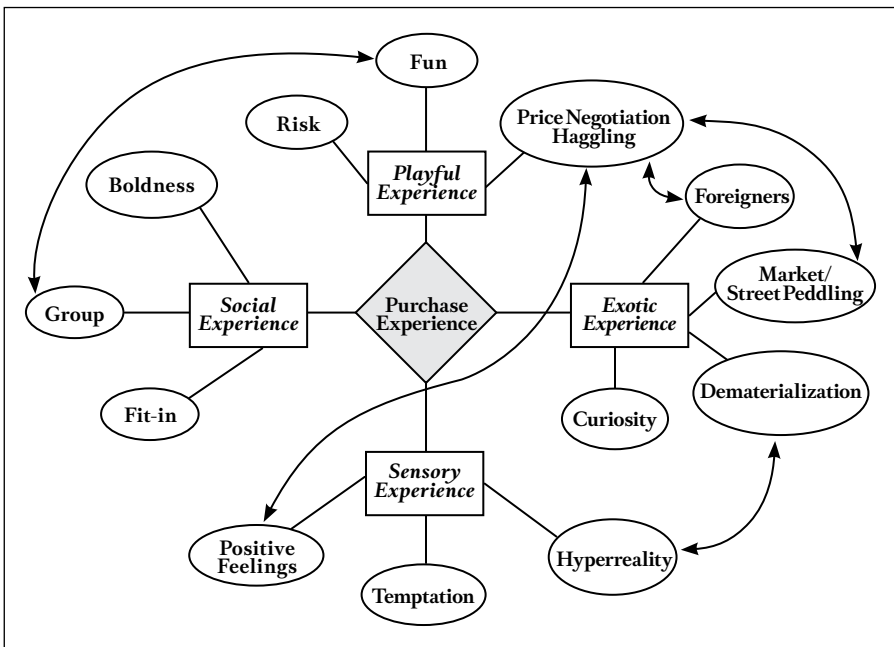 Fun
Risk
Price Negotiation
Haggling
Playful
Experience
Boldness
Foreigners
Market/
Street Peddling
Group
Social
Experience
Purchase
Experience
Exotic
Experience
Fit-in
Curiosity
Dematerialization
Sensory
Experience
Positive
Feelings
Hyperreality
Temptation